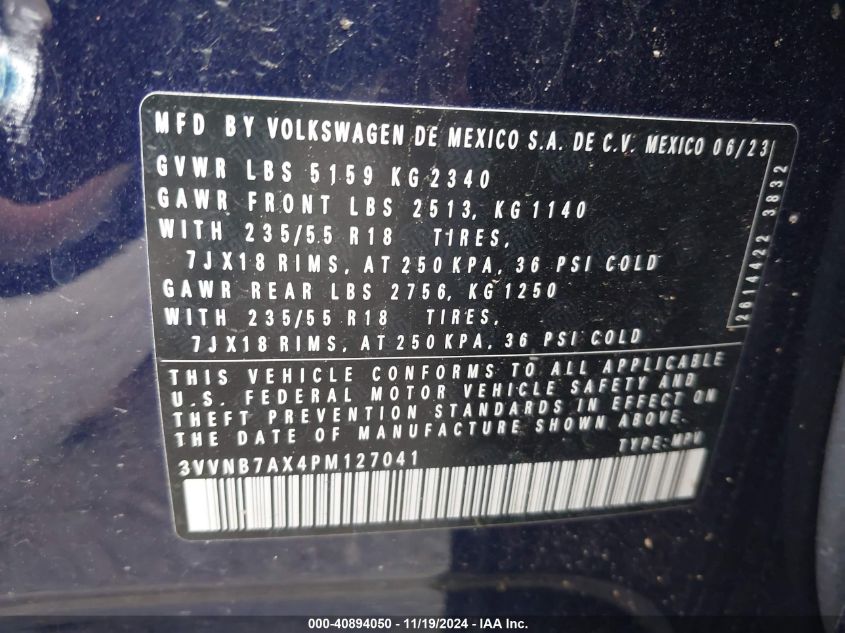 MFD BY VOLKSWAGEN DE MEXICO S.A. DE C.V. MEXICO 06/23
GVWR LBS 5159 KG 2340
GAWR FRONT LBS 2513, KG 1140
WITH 235/55 R18 TIRES,
7JX18 RIMS, AT 250 KPA, 36 PSI COLD
GAWR REAR LBS 2756, KG 1250
WITH 235/55 R18 TIRES,
7JX18 RIMS, AT 250 KPA, 36 PSI COLD
2614422 3832
THIS VEHICLE CONFORMS TO ALL APPLICABLE
U.S. FEDERAL MOTOR VEHICLE SAFETY AND
THEFT PREVENTION STANDARDS IN EFFECT ON
THE DATE OF MANUFACTURE SHOWN ABOVE.
3VVNB7AX4PM127041 TYPE: MPV
000-40894050 - 11/19/2024 - IAA Inc.